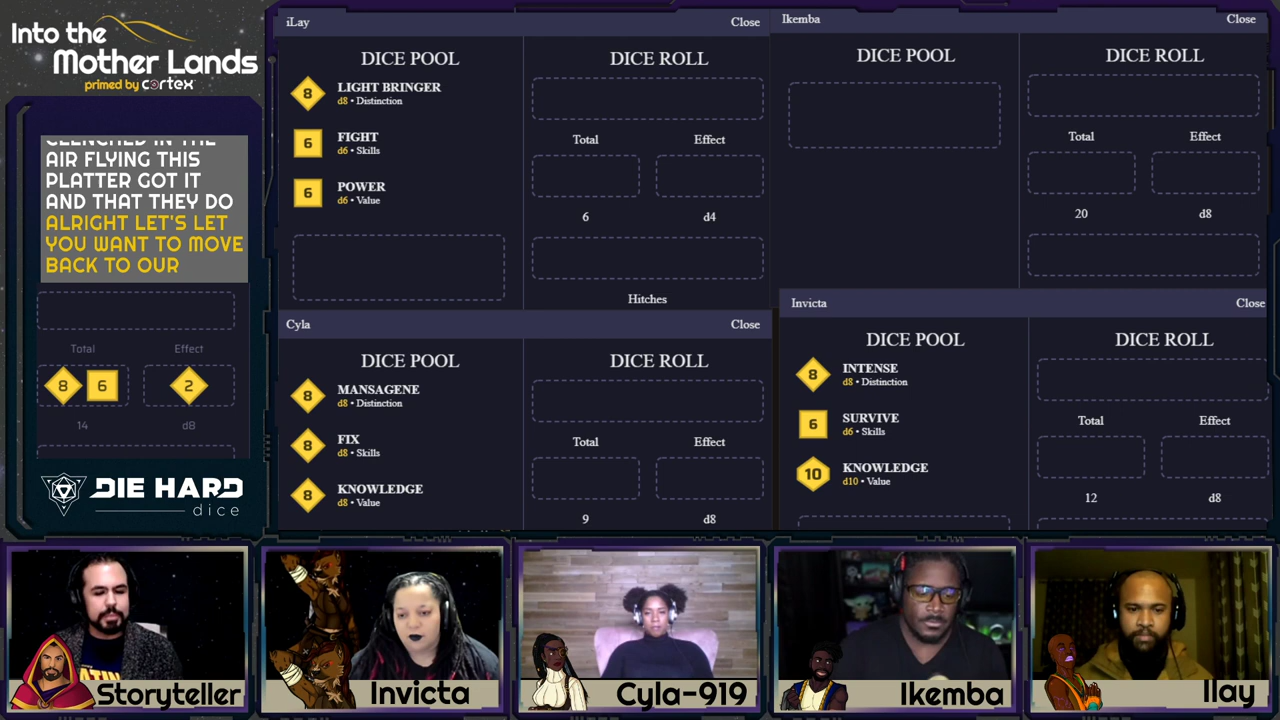 Into the
Mother Lands
primed by cortex
AIR FLYING THIS
PLATTER GOT IT
AND THAT THEY DO
ALRIGHT LET'S LET
YOU WANT TO MOVE
BACK TO OUR
Total
Effect
8 6
2
14
d8
DIE HARD
dice
iLay
Close
DICE POOL
8
LIGHT BRINGER
d8 • Distinction
6
FIGHT
d6 • Skills
6
POWER
d6 • Value
DICE ROLL
Total
Effect
6
d4
Hitches
Ikemba
Close
DICE POOL
DICE ROLL
Total
Effect
20
d8
Cyla
Close
DICE POOL
8
MANSAGENE
d8 • Distinction
8
FIX
d8 • Skills
8
KNOWLEDGE
d8 • Value
DICE ROLL
Total
Effect
9
d8
Invicta
Close
DICE POOL
8
INTENSE
d8 • Distinction
6
SURVIVE
d6 • Skills
10
KNOWLEDGE
d10 • Value
DICE ROLL
Total
Effect
12
d8
Storyteller
Invicta
Cyla-919
Ikemba
Ilay